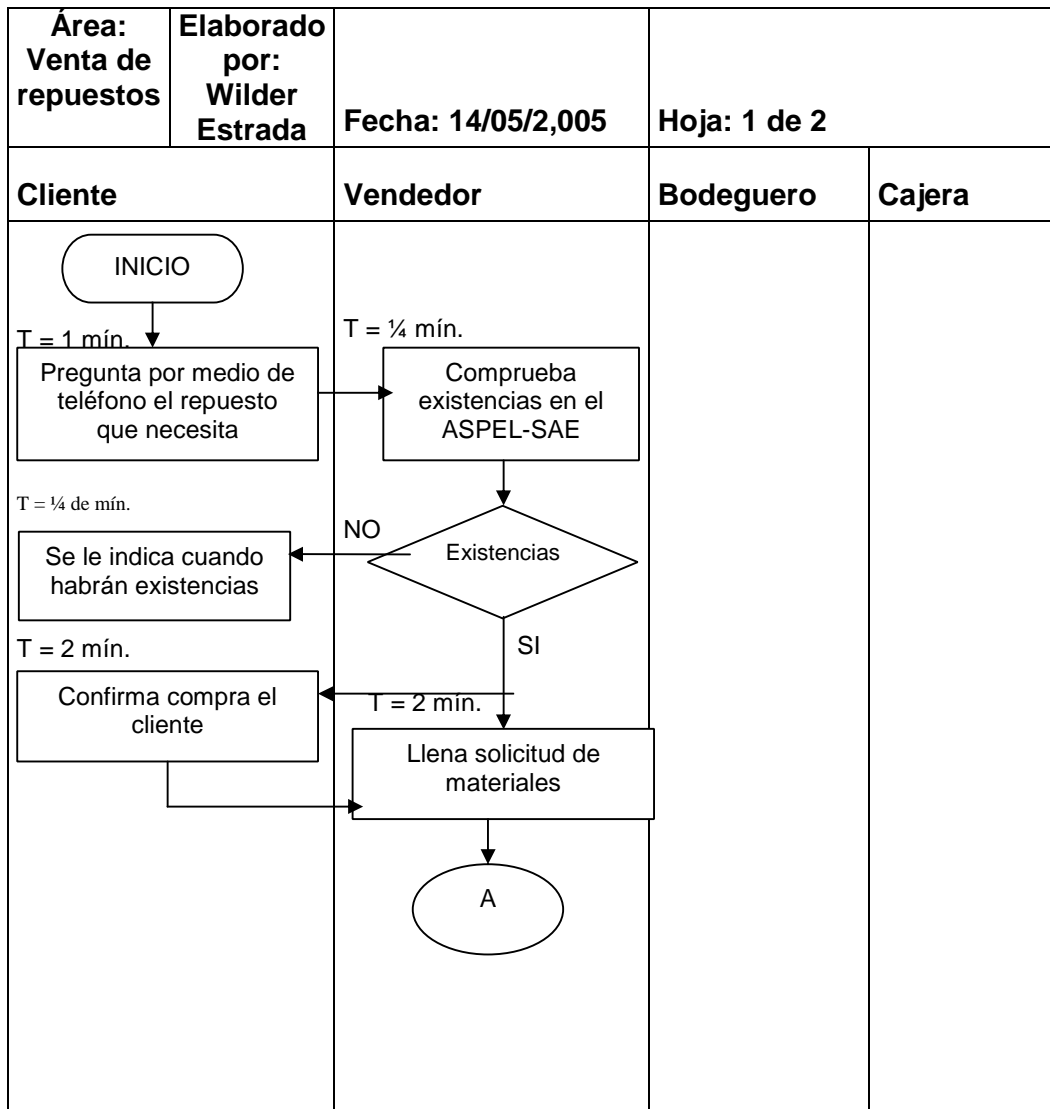 Área:
Venta de
repuestos
Elaborado
por:
Wilder
Estrada
Fecha: 14/05/2,005
Hoja: 1 de 2
Cliente
Vendedor
Bodeguero
Cajera
INICIO
T = 1 mín.
Pregunta por medio de
teléfono el repuesto
que necesita
T = ¼ mín.
Comprueba
existencias en el
ASPEL-SAE
T = ¼ de mín.
Se le indica cuando
habrán existencias
NO
Existencias
SI
T = 2 mín.
Confirma compra el
cliente
T = 2 mín.
Llena solicitud de
materiales
A